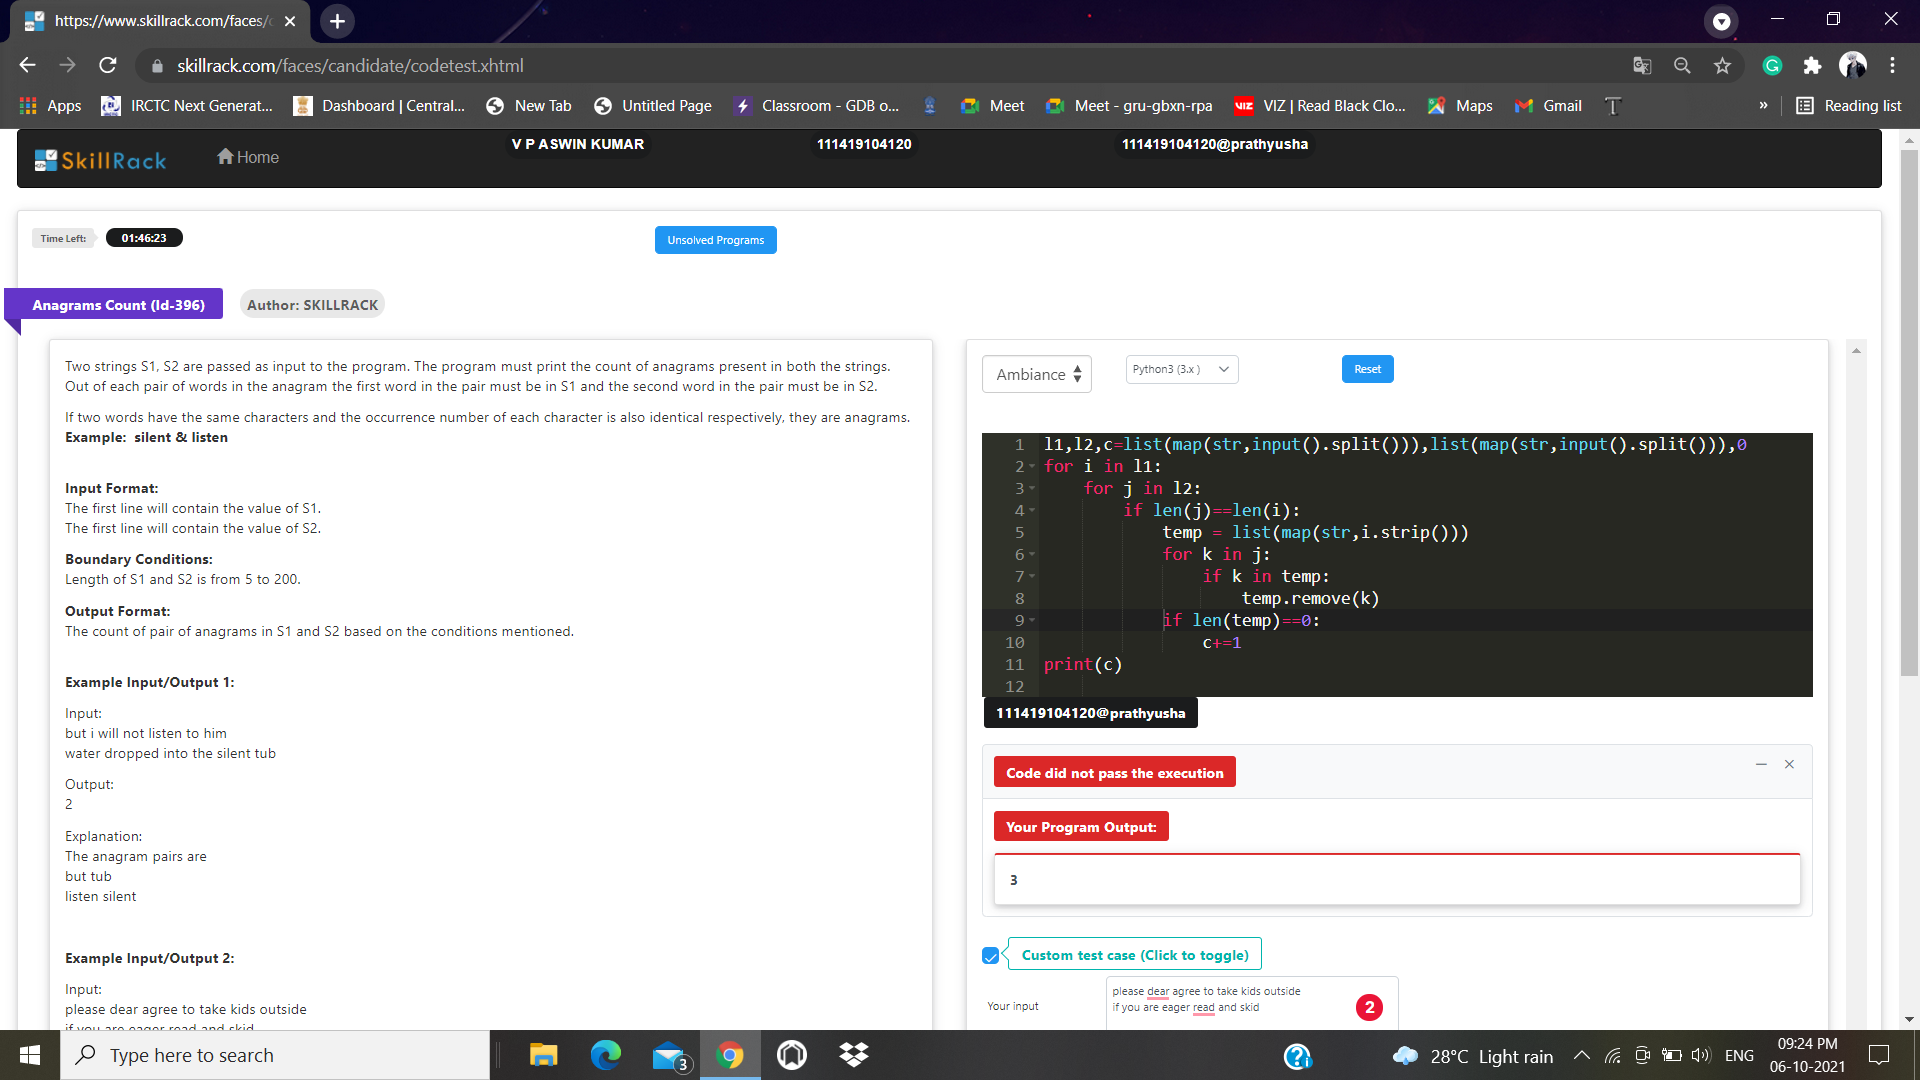 https://www.skillrack.com/faces/c
skillrack.com/faces/candidate/codetest.xhtml
Apps
IRCTC Next Generat...
Dashboard | Central...
New Tab
Untitled Page
Classroom - GDB o...
Meet
Meet - gru-gbxn-rpa
VIZ VIZ | Read Black Clo...
Maps
Gmail
»
Reading list
SkillRack
Home
V P ASWIN KUMAR
111419104120
111419104120@prathyusha
Time Left:
01:46:23
Unsolved Programs
Anagrams Count (Id-396)
Author: SKILLRACK
Two strings S1, S2 are passed as input to the program. The program must print the count of anagrams present in both the strings.
Out of each pair of words in the anagram the first word in the pair must be in S1 and the second word in the pair must be in S2.
If two words have the same characters and the occurrence number of each character is also identical respectively, they are anagrams.
Example: silent & listen
Input Format:
The first line will contain the value of S1.
The first line will contain the value of S2.
Boundary Conditions:
Length of S1 and S2 is from 5 to 200.
Output Format:
The count of pair of anagrams in S1 and S2 based on the conditions mentioned.
Example Input/Output 1:
Input:
but i will not listen to him
water dropped into the silent tub
Output:
2
Explanation:
The anagram pairs are
but tub
listen silent
Example Input/Output 2:
Input:
please dear agree to take kids outside
if you are eager read and skid
Ambiance
Python3 (3.x)
Reset
1 l1,l2,c=list(map(str,input().split())),list(map(str,input().split())),0
2 for i in l1:
3 for j in l2:
4 if len(j)==len(i):
5 temp = list(map(str,i.strip()))
6 for k in j:
7 if k in temp:
8 temp.remove(k)
9 if len(temp)==0:
10 c+=1
11 print(c)
12
111419104120@prathyusha
Code did not pass the execution
Your Program Output:
3
Custom test case (Click to toggle)
Your input
please dear agree to take kids outside
if you are eager read and skid
2
Type here to search
3
28°C Light rain
ENG
09:24 PM
06-10-2021